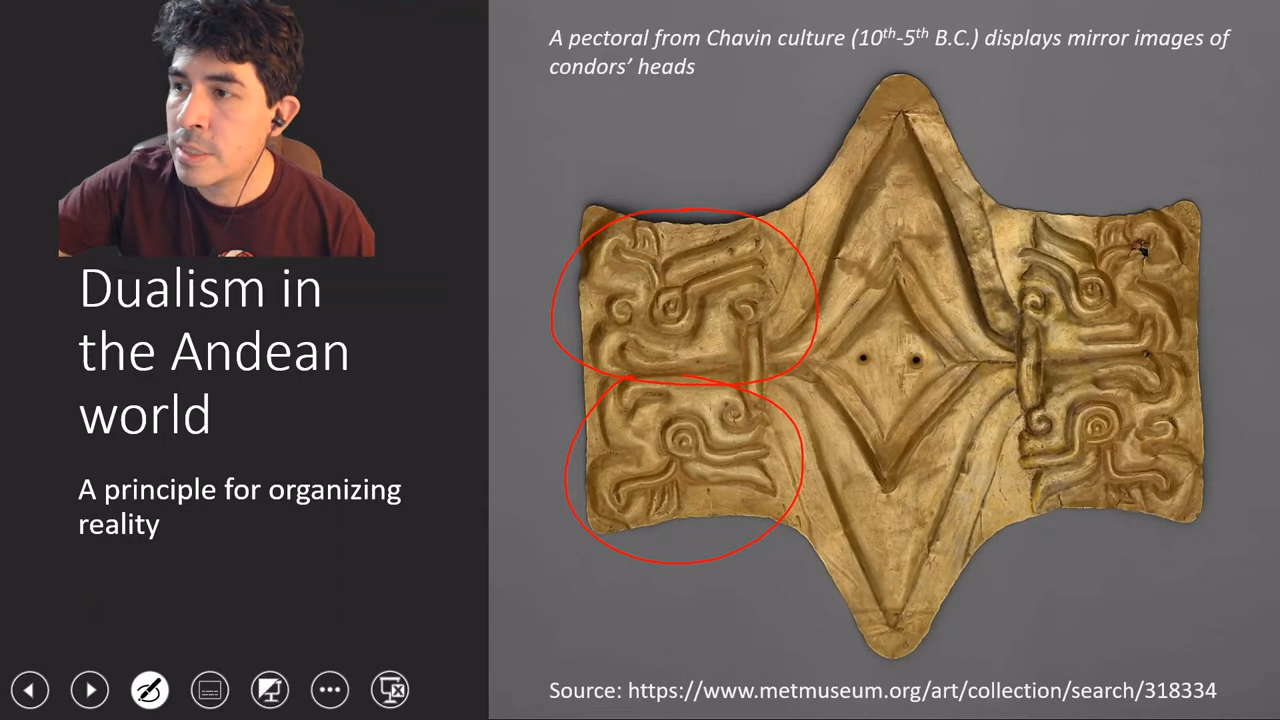 A pectoral from Chavin culture (10th-5th B.C.) displays mirror images of
condors’ heads
Dualism in
the Andean
world
A principle for organizing
reality
Source: https://www.metmuseum.org/art/collection/search/318334